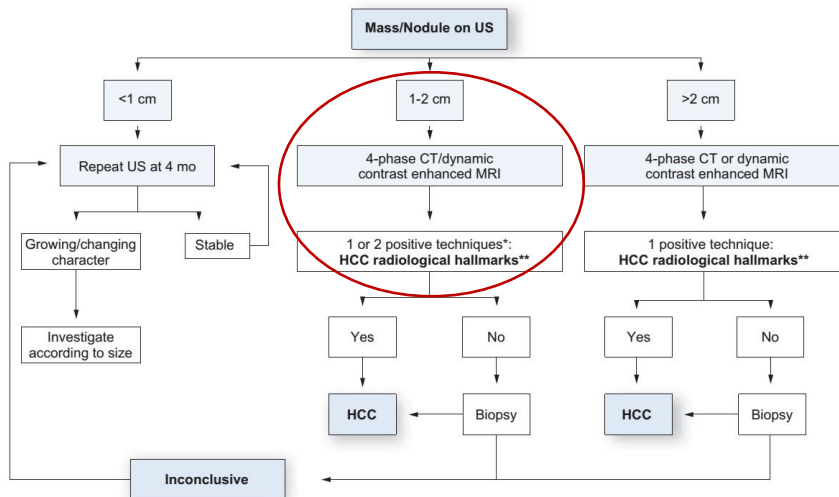 Mass/Nodule on US
<1 cm
1-2 cm
>2 cm
Repeat US at 4 mo
4-phase CT/dynamic
contrast enhanced MRI
4-phase CT or dynamic
contrast enhanced MRI
Growing/changing
character
Stable
1 or 2 positive techniques*:
HCC radiological hallmarks**
1 positive technique:
HCC radiological hallmarks**
Investigate
according to size
Yes
No
Yes
No
HCC
Biopsy
HCC
Biopsy
Inconclusive